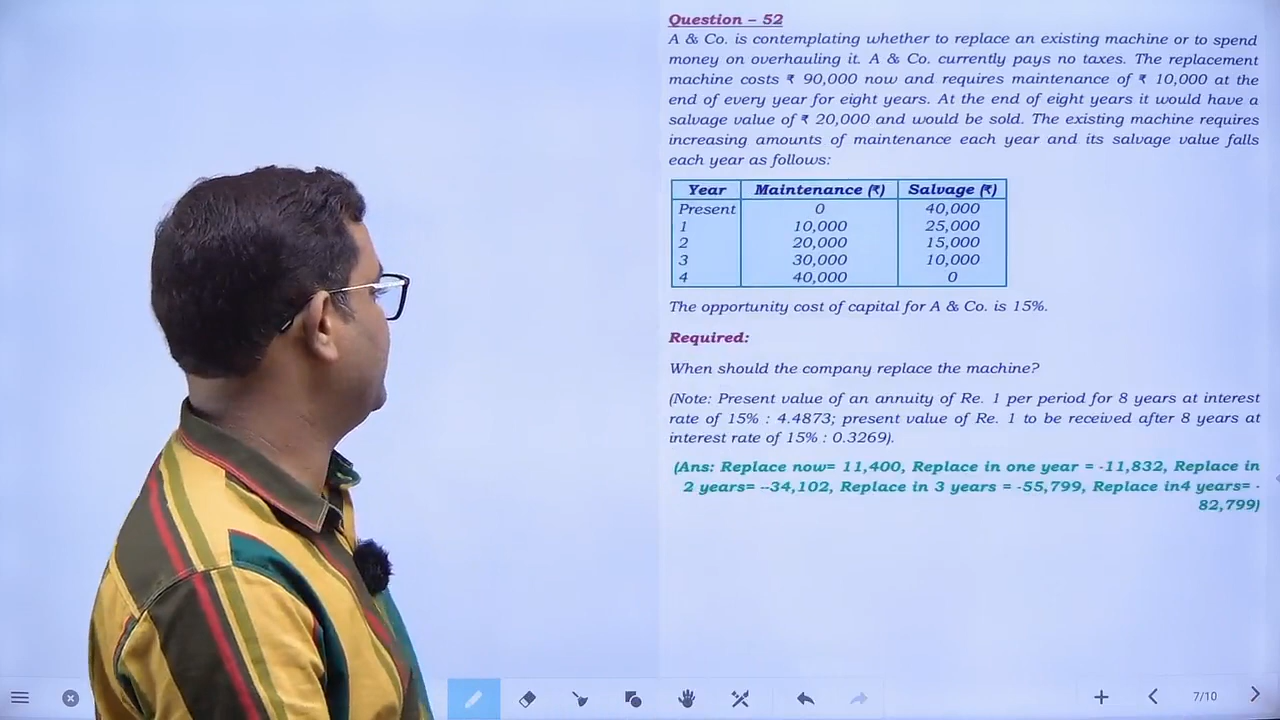 Question – 52
A & Co. is contemplating whether to replace an existing machine or to spend
money on overhauling it. A & Co. currently pays no taxes. The replacement
machine costs ₹ 90,000 now and requires maintenance of ₹ 10,000 at the
end of every year for eight years. At the end of eight years it would have a
salvage value of ₹ 20,000 and would be sold. The existing machine requires
increasing amounts of maintenance each year and its salvage value falls
each year as follows:
Year Maintenance (₹) Salvage (₹)
Present 0 40,000
1 10,000 25,000
2 20,000 15,000
3 30,000 10,000
4 40,000 0
The opportunity cost of capital for A & Co. is 15%.
Required:
When should the company replace the machine?
(Note: Present value of an annuity of Re. 1 per period for 8 years at interest
rate of 15% : 4.4873; present value of Re. 1 to be received after 8 years at
interest rate of 15% : 0.3269).
(Ans: Replace now= 11,400, Replace in one year = -11,832, Replace in
2 years= --34,102, Replace in 3 years = -55,799, Replace in4 years= -
82,799)
7/10